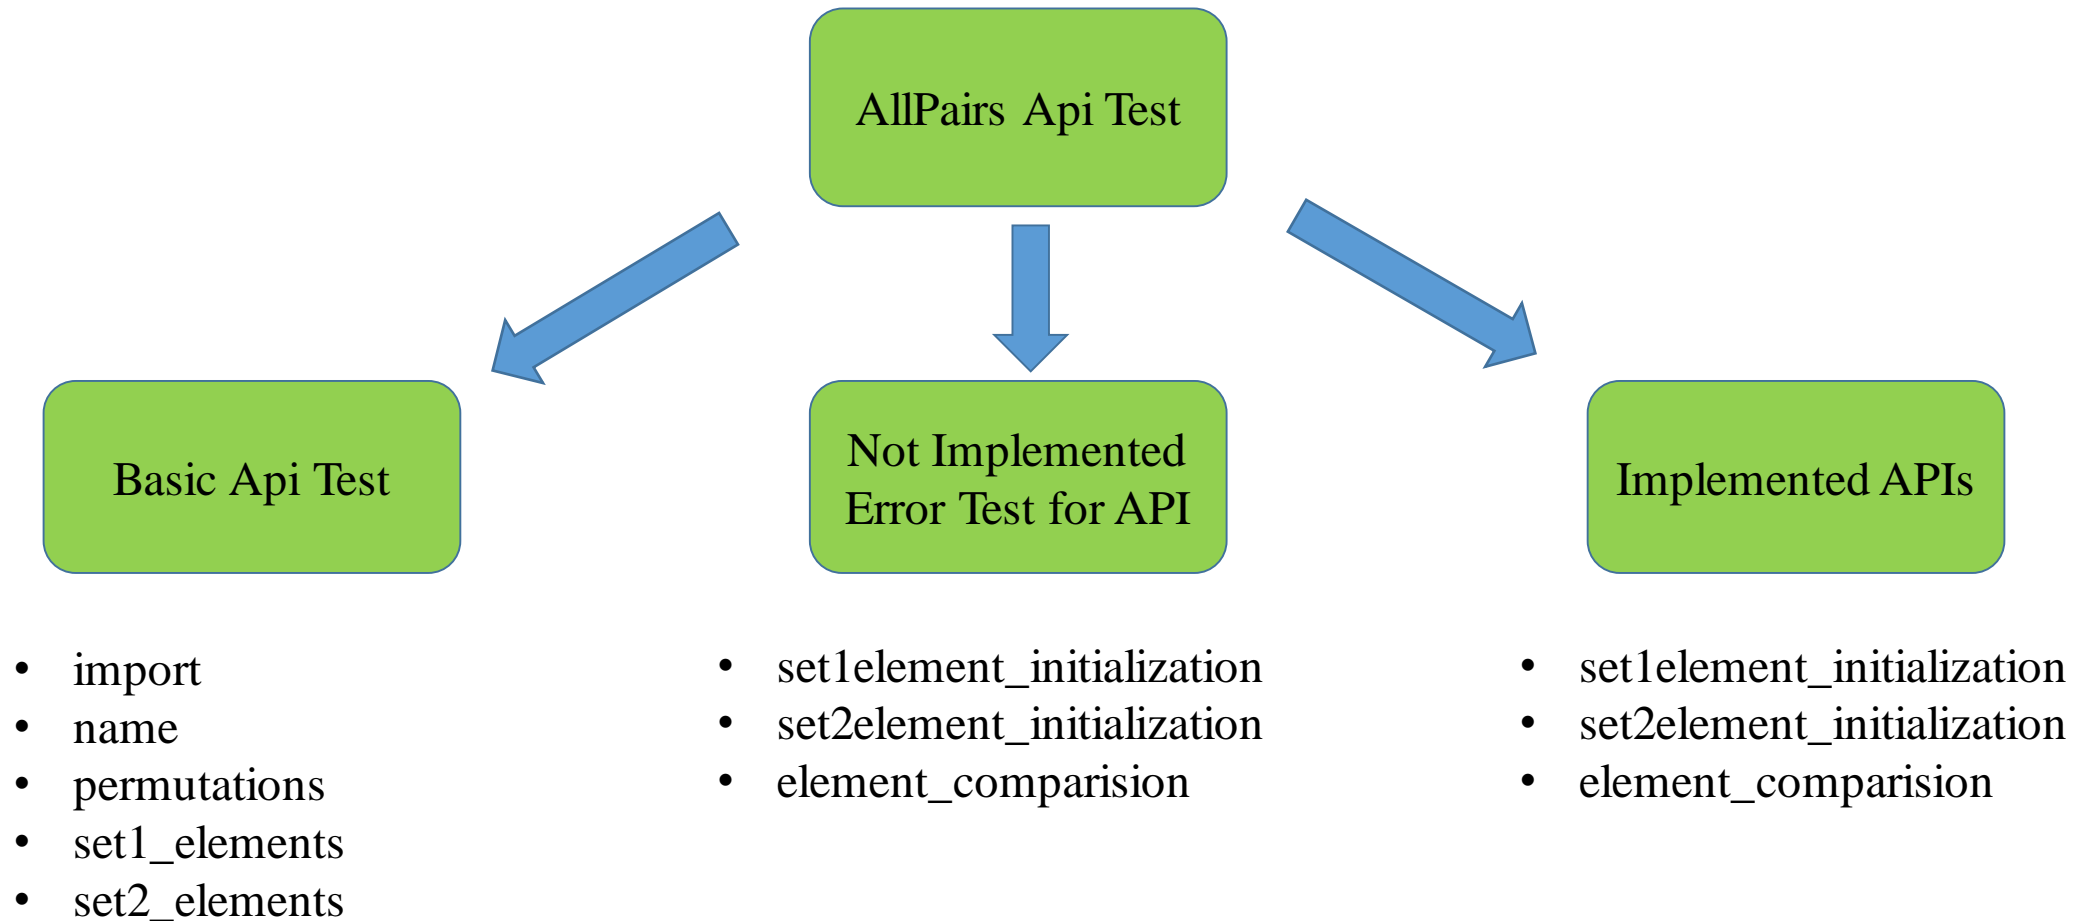 AllPairs Api Test
Basic Api Test
Not Implemented
Error Test for API
Implemented APIs
• import
• name
• permutations
• set1_elements
• set2_elements
• set1element_initialization
• set2element_initialization
• element_comparision
• set1element_initialization
• set2element_initialization
• element_comparision